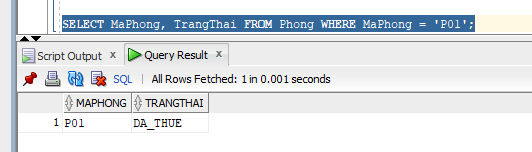 SELECT MaPhong, TrangThai FROM Phong WHERE MaPhong = 'P01';
Script Output × Query Result ×
SQL | All Rows Fetched: 1 in 0.001 seconds
MAPHONG TRANGTHAI
1 P01 DA_THUE